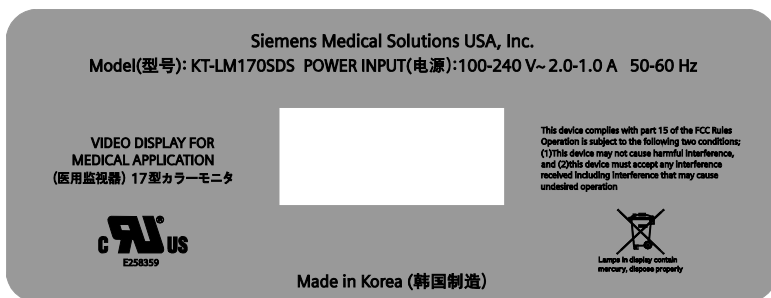 Siemens Medical Solutions USA, Inc.
Model(型号): KT-LM170SDS POWER INPUT(电源):100-240 V~ 2.0-1.0 A 50-60 Hz
VIDEO DISPLAY FOR
MEDICAL APPLICATION
(医用监视器) 17型カラーモニタ
This device complies with part 15 of the FCC Rules
Operation is subject to the following two conditions;
(1)This device may not cause harmful interference,
and (2)this device must accept any interference
received including interference that may cause
undesired operation
C RU ® US
E258359
Lamps in display contain
mercury, dispose properly
Made in Korea (韩国制造)